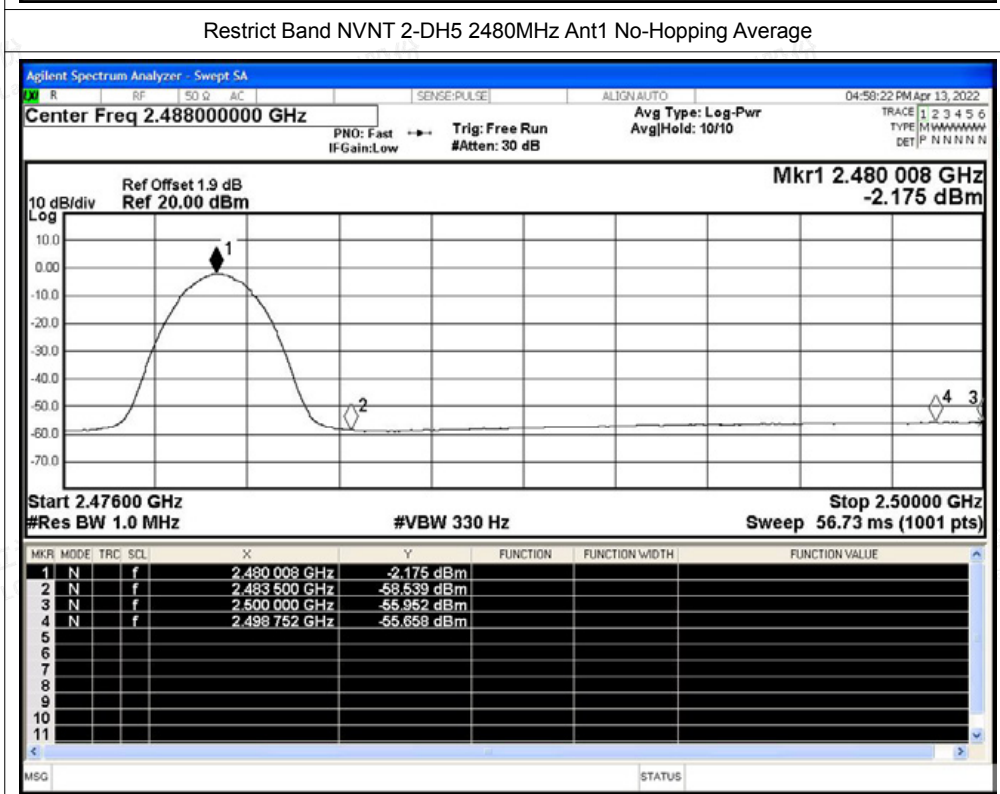 Restrict Band NVNT 2-DH5 2480MHz Ant1 No-Hopping Average
Agilent Spectrum Analyzer - Swept SA
LXI R RF 50 Ω AC SENSE:PULSE ALIGN AUTO 04:58:22 PM Apr 13, 2022
Center Freq 2.488000000 GHz
PNO: Fast
IFGain:Low
Trig: Free Run
#Atten: 30 dB
Avg Type: Log-Pwr
Avg|Hold: 10/10
TRACE 1 2 3 4 5 6
TYPE MWWWWW
DET P N N N N N
Ref Offset 1.9 dB
10 dB/div Ref 20.00 dBm
Log
Mkr1 2.480 008 GHz
-2.175 dBm
10.0
0.00
-10.0
-20.0
-30.0
-40.0
-50.0
-60.0
-70.0
1
2
4 3
Start 2.47600 GHz Stop 2.50000 GHz
#Res BW 1.0 MHz #VBW 330 Hz Sweep 56.73 ms (1001 pts)
MKR MODE TRC SCL X Y FUNCTION FUNCTION WIDTH FUNCTION VALUE
1 N f 2.480 008 GHz -2.175 dBm
2 N f 2.483 500 GHz -58.539 dBm
3 N f 2.500 000 GHz -55.952 dBm
4 N f 2.498 752 GHz -55.658 dBm
5
6
7
8
9
10
11
MSG STATUS